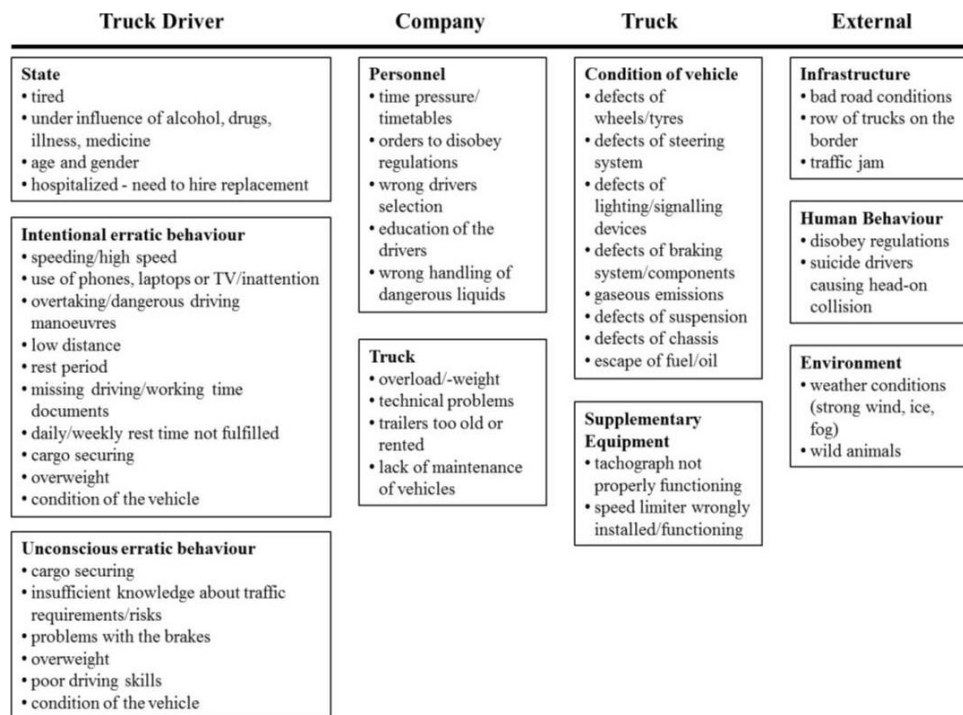 Truck Driver
Company
Truck
External
State
• tired
• under influence of alcohol, drugs,
illness, medicine
• age and gender
• hospitalized - need to hire replacement
Intentional erratic behaviour
• speeding/high speed
• use of phones, laptops or TV/inattention
• overtaking/dangerous driving
manoeuvres
• low distance
• rest period
• missing driving/working time
documents
• daily/weekly rest time not fulfilled
• cargo securing
• overweight
• condition of the vehicle
Unconscious erratic behaviour
• cargo securing
• insufficient knowledge about traffic
requirements/risks
• problems with the brakes
• overweight
• poor driving skills
• condition of the vehicle
Personnel
• time pressure/
timetables
• orders to disobey
regulations
• wrong drivers
selection
• education of the
drivers
• wrong handling of
dangerous liquids
Truck
• overload/-weight
• technical problems
• trailers too old or
rented
• lack of maintenance
of vehicles
Condition of vehicle
• defects of
wheels/tyres
• defects of steering
system
• defects of
lighting/signalling
devices
• defects of braking
system/components
• gaseous emissions
• defects of suspension
• defects of chassis
• escape of fuel/oil
Supplementary
Equipment
• tachograph not
properly functioning
• speed limiter wrongly
installed/functioning
Infrastructure
• bad road conditions
• row of trucks on the
border
• traffic jam
Human Behaviour
• disobey regulations
• suicide drivers
causing head-on
collision
Environment
• weather conditions
(strong wind, ice,
fog)
• wild animals